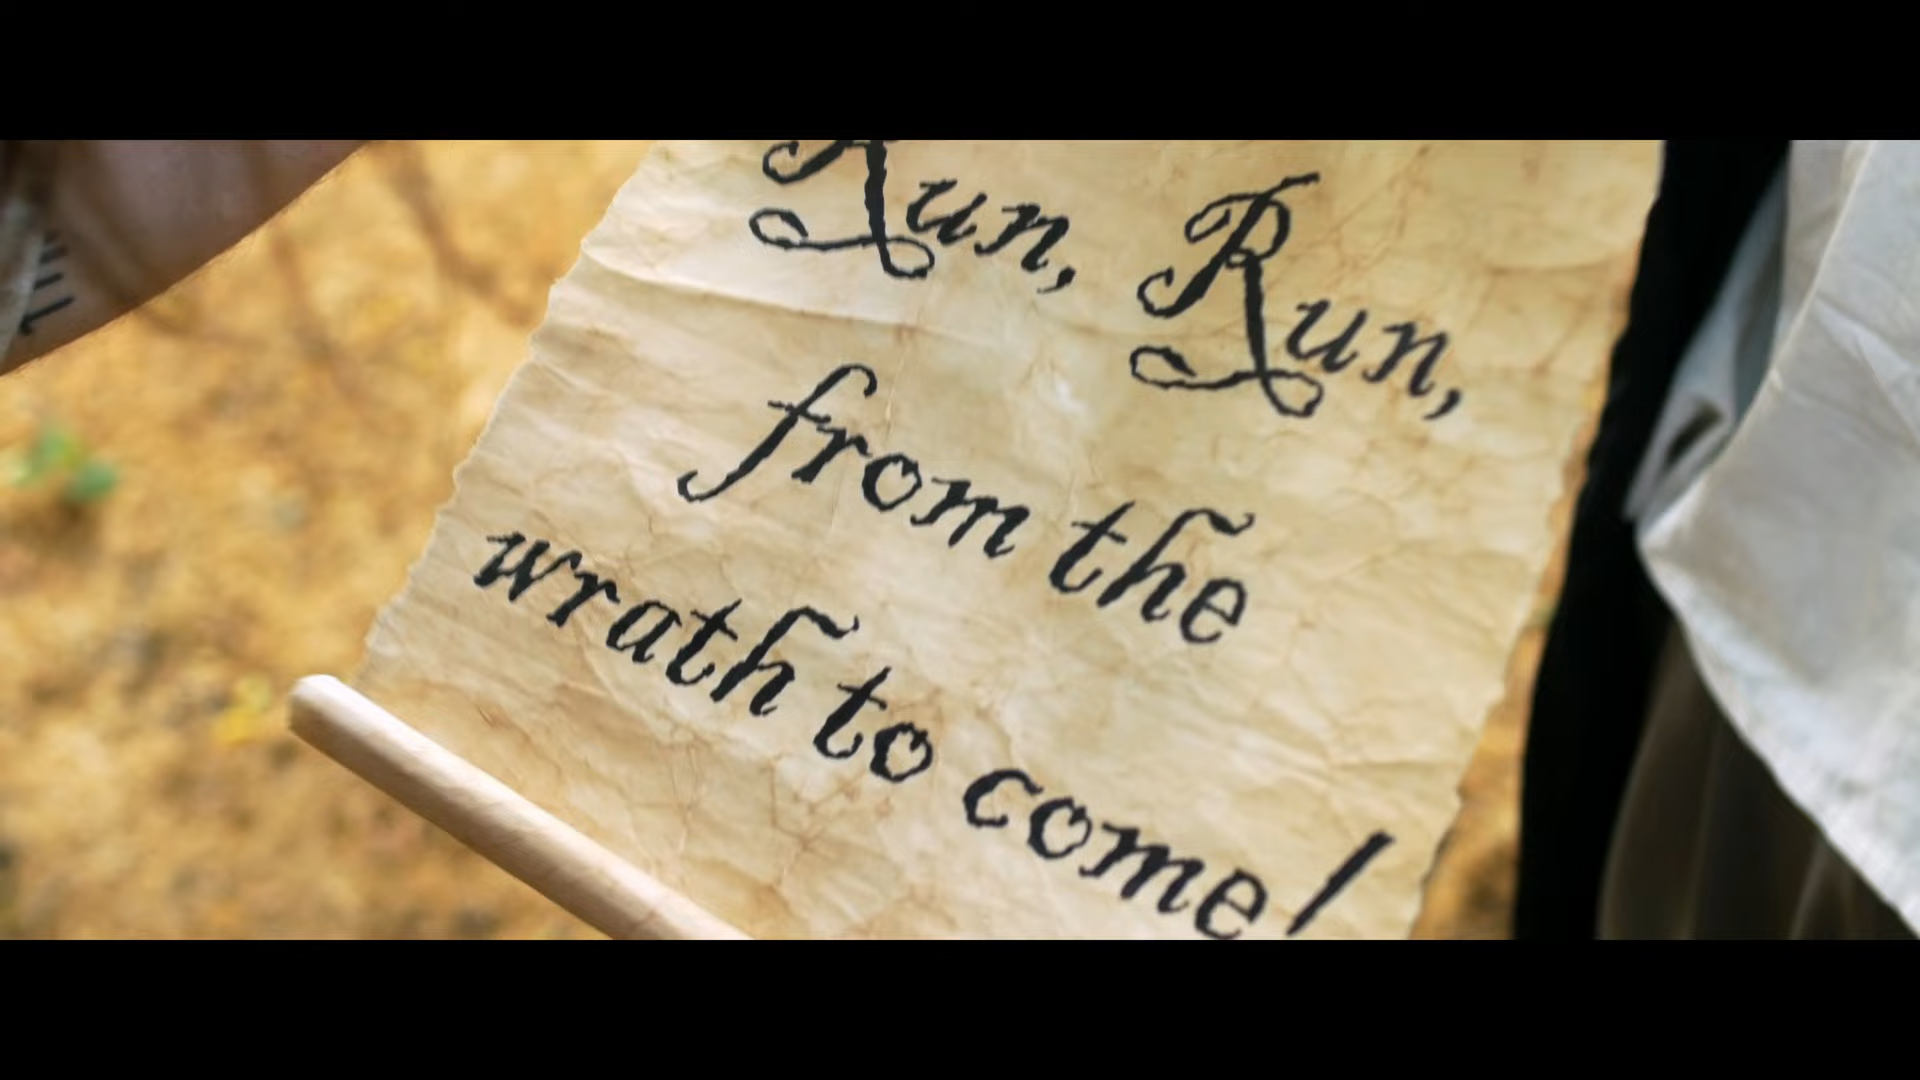 Run, Run,
from the
wrath to come!